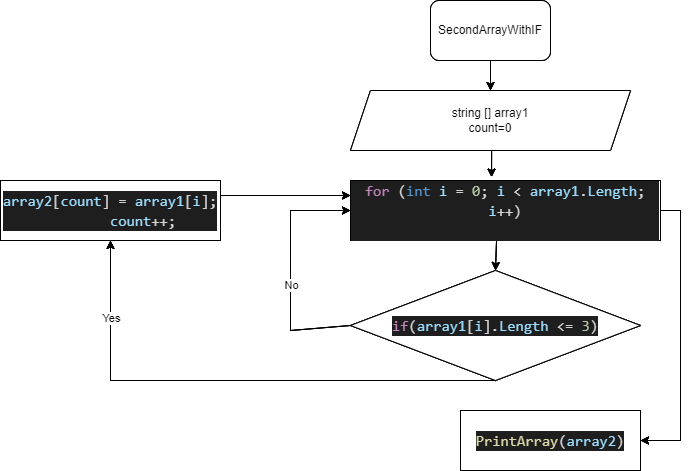 SecondArrayWithIF
string [] array1
count=0
array2[count] = array1[i];
count++;
for (int i = 0; i < array1.Length;
i++)
No
Yes
if(array1[i].Length <= 3)
PrintArray(array2)